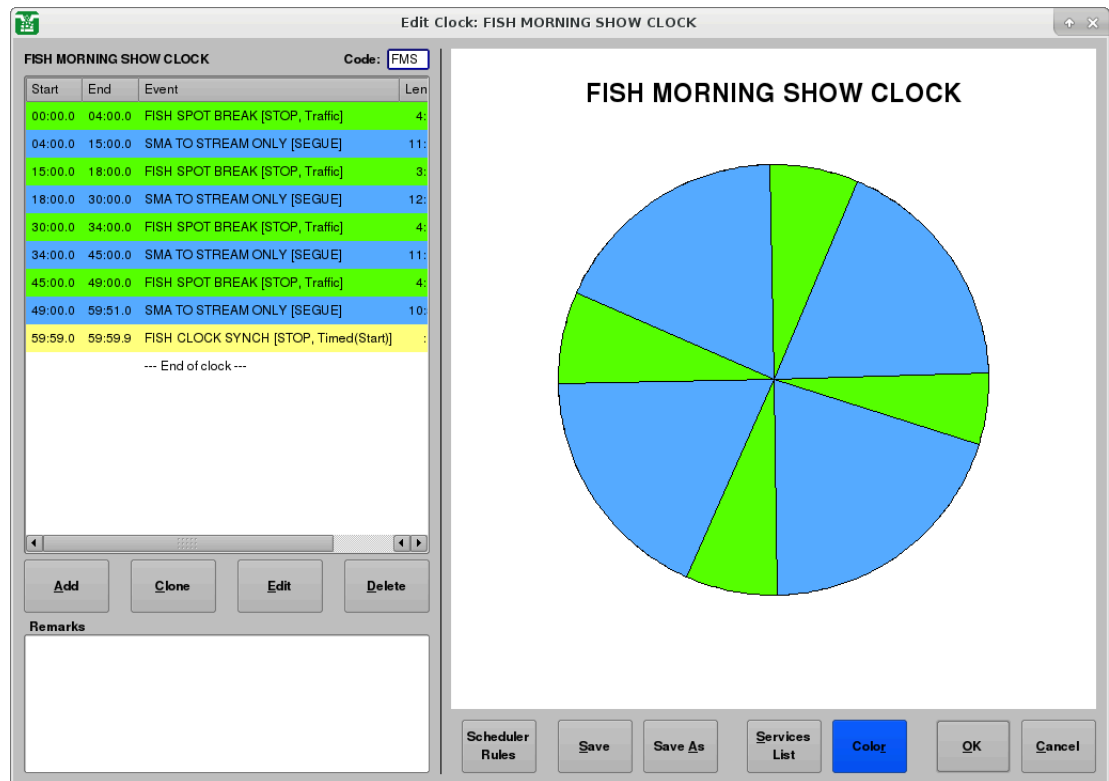 Edit Clock: FISH MORNING SHOW CLOCK
FISH MORNING SHOW CLOCK Code: FMS
Start End Event Len
00:00.0 04:00.0 FISH SPOT BREAK [STOP, Traffic] 4:
04:00.0 15:00.0 SMA TO STREAM ONLY [SEGUE] 11:
15:00.0 18:00.0 FISH SPOT BREAK [STOP, Traffic] 3:
18:00.0 30:00.0 SMA TO STREAM ONLY [SEGUE] 12:
30:00.0 34:00.0 FISH SPOT BREAK [STOP, Traffic] 4:
34:00.0 45:00.0 SMA TO STREAM ONLY [SEGUE] 11:
45:00.0 49:00.0 FISH SPOT BREAK [STOP, Traffic] 4:
49:00.0 59:51.0 SMA TO STREAM ONLY [SEGUE] 10:
59:59.0 59:59.9 FISH CLOCK SYNCH [STOP, Timed(Start)] :
--- End of clock ---
Add Clone Edit Delete
Remarks
FISH MORNING SHOW CLOCK
Scheduler Rules Save Save As Services List Color OK Cancel